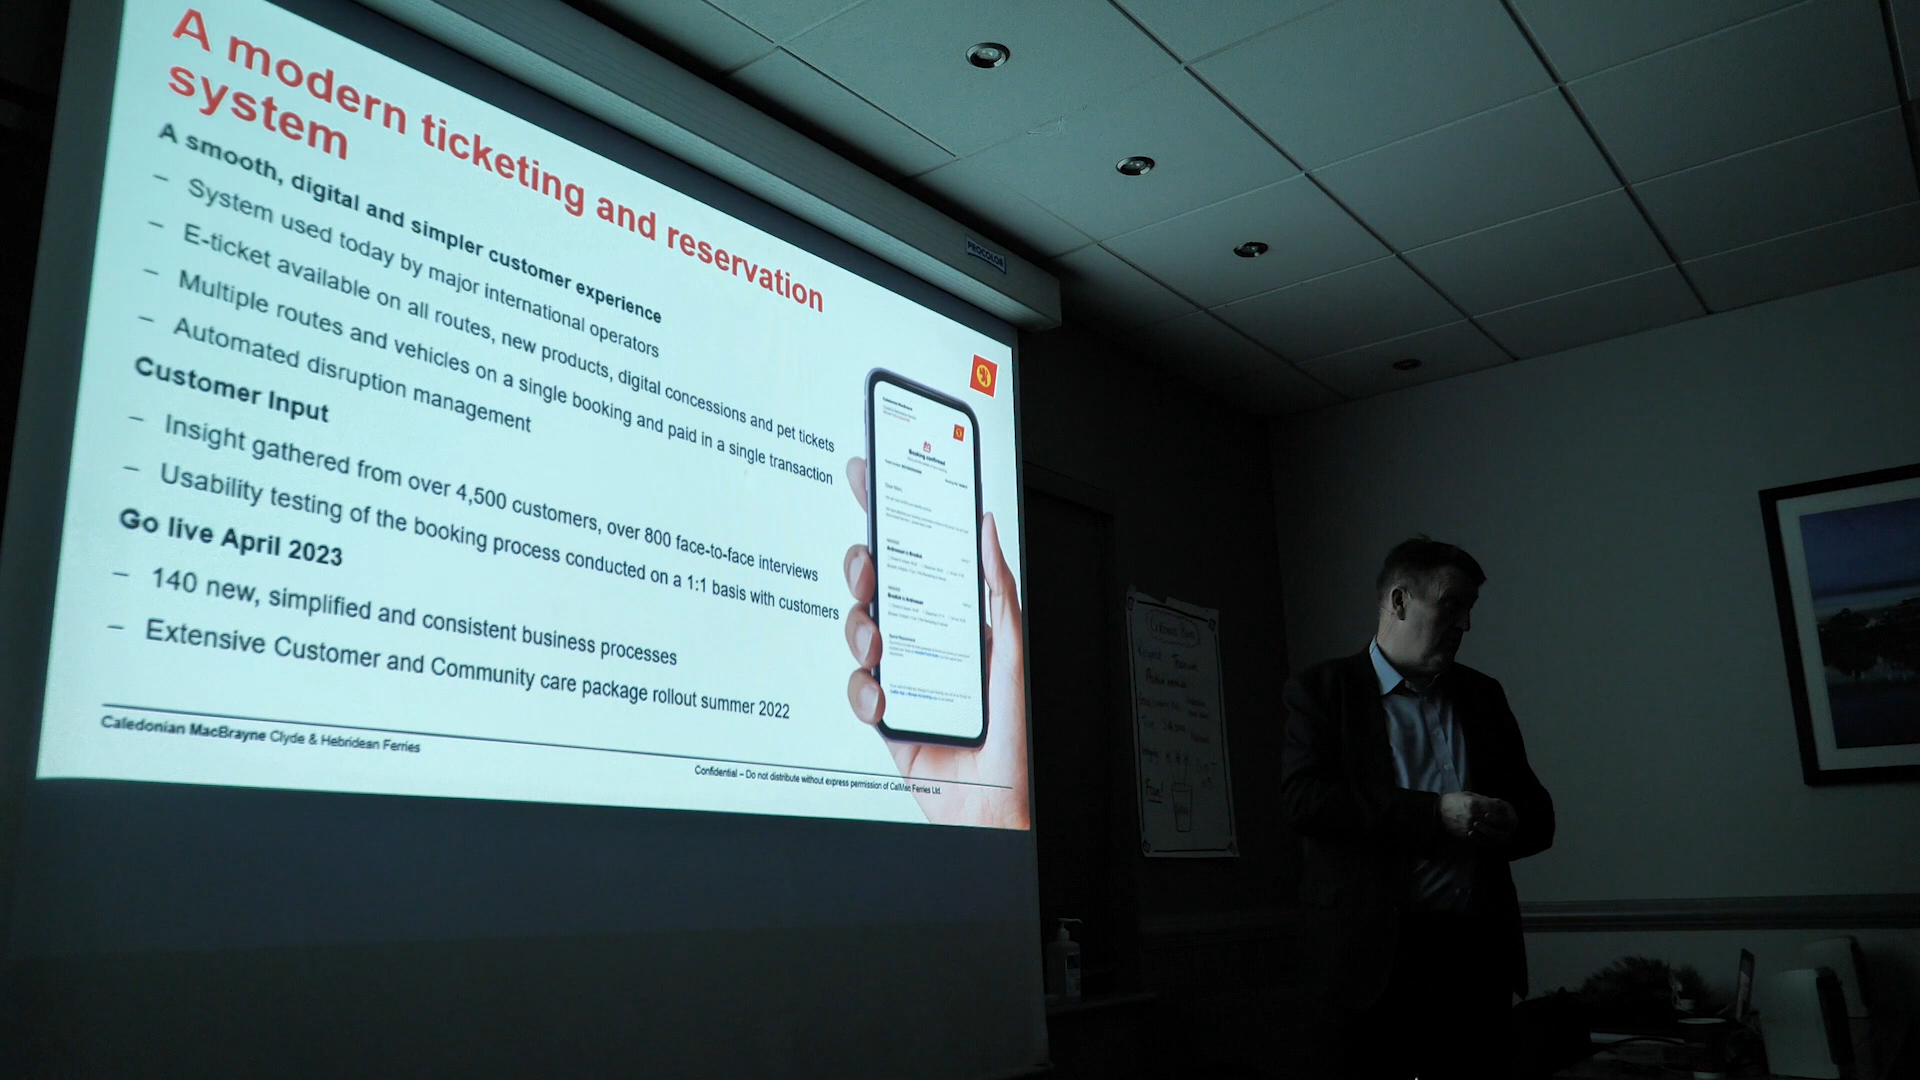 A modern ticketing and reservation
system
A smooth, digital and simpler customer experience
– System used today by major international operators
– E-ticket available on all routes, new products, digital concessions and pet tickets
– Multiple routes and vehicles on a single booking and paid in a single transaction
– Automated disruption management
Customer Input
– Insight gathered from over 4,500 customers, over 800 face-to-face interviews
– Usability testing of the booking process conducted on a 1:1 basis with customers
Go live April 2023
– 140 new, simplified and consistent business processes
– Extensive Customer and Community care package rollout summer 2022
Caledonian MacBrayne Clyde & Hebridean Ferries
Confidential – Do not distribute without express permission of CalMac Ferries Ltd.
PROCOLOR
Booking confirmed